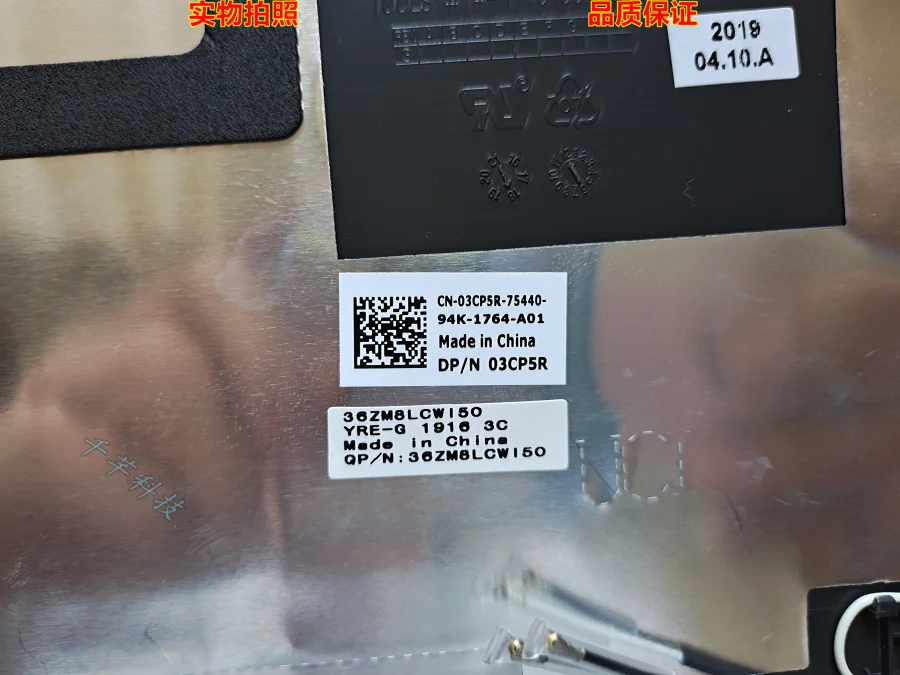 实物拍照
品质保证
2019
04.10.A
CN-03CP5R-75440-
94K-1764-A01
Made in China
DP/N 03CP5R
36ZM8LCWI50
YRE-G 1916 3C
Made in China
QP/N:36ZM8LCWI50
千芊科技